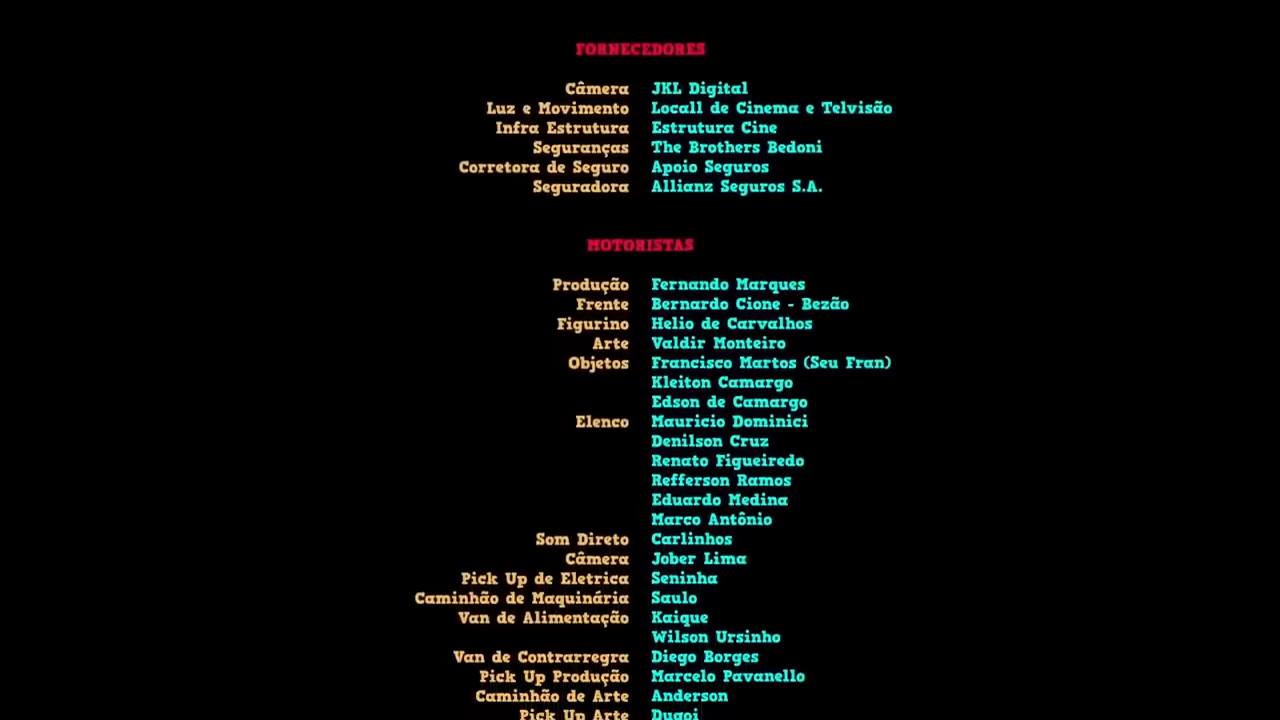 FORNECEDORES
Câmera JKL Digital
Luz e Movimento Locall de Cinema e Telvisão
Infra Estrutura Estrutura Cine
Seguranças The Brothers Bedoni
Corretora de Seguro Apoio Seguros
Seguradora Allianz Seguros S.A.
MOTORISTAS
Produção Fernando Marques
Frente Bernardo Cione - Bezão
Figurino Helio de Carvalhos
Arte Valdir Monteiro
Objetos Francisco Martos (Seu Fran)
Kleiton Camargo
Edson de Camargo
Elenco Mauricio Dominici
Denilson Cruz
Renato Figueiredo
Refferson Ramos
Eduardo Medina
Marco Antônio
Som Direto Carlinhos
Câmera Jober Lima
Pick Up de Eletrica Seninha
Caminhão de Maquinária Saulo
Van de Alimentação Kaique
Wilson Ursinho
Van de Contrarregra Diego Borges
Pick Up Produção Marcelo Pavanello
Caminhão de Arte Anderson
Pick Up Arte